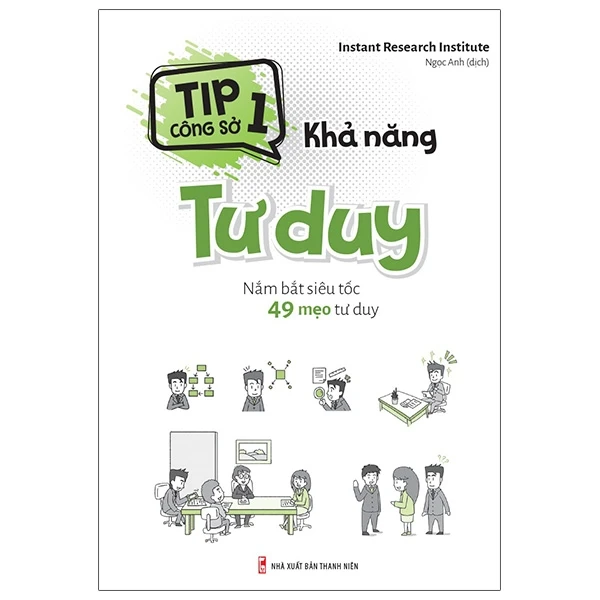 Instant Research Institute
Ngọc Anh (dịch)
TIP
CÔNG SỞ 1
Khả năng
Tư duy
Nắm bắt siêu tốc
49 mẹo tư duy
???
NHÀ XUẤT BẢN THANH NIÊN